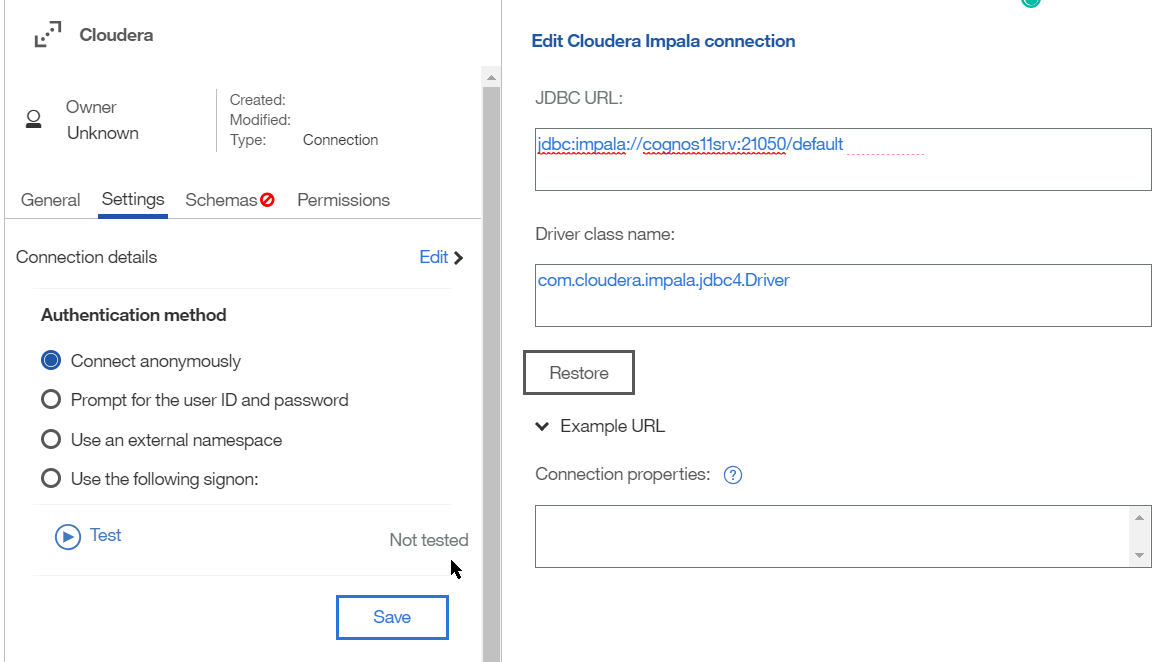 Cloudera
Owner
Unknown
Created:
Modified:
Type: Connection
General Settings Schemas Permissions
Connection details Edit
Authentication method
Connect anonymously
Prompt for the user ID and password
Use an external namespace
Use the following signon:
Test Not tested
Save
Edit Cloudera Impala connection
JDBC URL:
jdbc:impala://cognos11srv:21050/default
Driver class name:
com.cloudera.impala.jdbc4.Driver
Restore
Example URL
Connection properties: ?